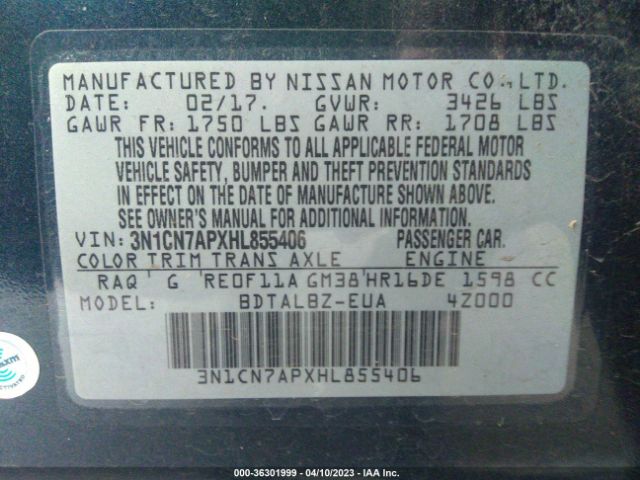 MANUFACTURED BY NISSAN MOTOR CO., LTD.
DATE: 02/17. GVWR: 3426 LBS
GAWR FR: 1750 LBS GAWR RR: 1708 LBS
THIS VEHICLE CONFORMS TO ALL APPLICABLE FEDERAL MOTOR
VEHICLE SAFETY, BUMPER AND THEFT PREVENTION STANDARDS
IN EFFECT ON THE DATE OF MANUFACTURE SHOWN ABOVE.
SEE OWNER'S MANUAL FOR ADDITIONAL INFORMATION.
VIN: 3N1CN7APXHL855406 PASSENGER CAR.
COLOR TRIM TRANS AXLE ENGINE
RAQ ' G ' RE0F11A GM38'HR16DE 1598 CC
MODEL: BDTALBZ-EUA 4Z000
3N1CN7APXHL855406
000-36301999 — 04/10/2023 — IAA Inc.